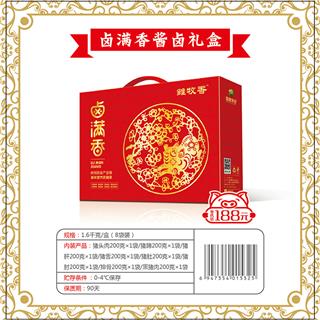 卤满香酱卤礼盒
雅牧香
卤满香
188元
规格：1.6千克/盒（8袋装）
内装产品：猪头肉200克×1袋/猪蹄200克×1袋/猪
肝200克×1袋/猪舌200克×1袋/猪肚200克×1袋/猪
肘200克×1袋/排骨200克×1袋/黑猪肉200克×1袋
贮存条件：0-4℃保存
保质期：90天
6947354015323